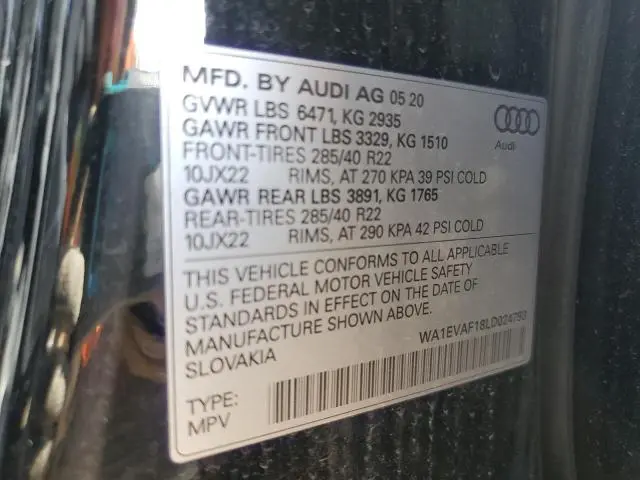 MFD. BY AUDI AG 05 20
GVWR LBS 6471, KG 2935
GAWR FRONT LBS 3329, KG 1510
FRONT-TIRES 285/40 R22
10JX22 RIMS, AT 270 KPA 39 PSI COLD
GAWR REAR LBS 3891, KG 1765
REAR-TIRES 285/40 R22
10JX22 RIMS, AT 290 KPA 42 PSI COLD
Audi
THIS VEHICLE CONFORMS TO ALL APPLICABLE
U.S. FEDERAL MOTOR VEHICLE SAFETY
STANDARDS IN EFFECT ON THE DATE OF
MANUFACTURE SHOWN ABOVE.
SLOVAKIA
WA1EVAF18LD024793
TYPE:
MPV